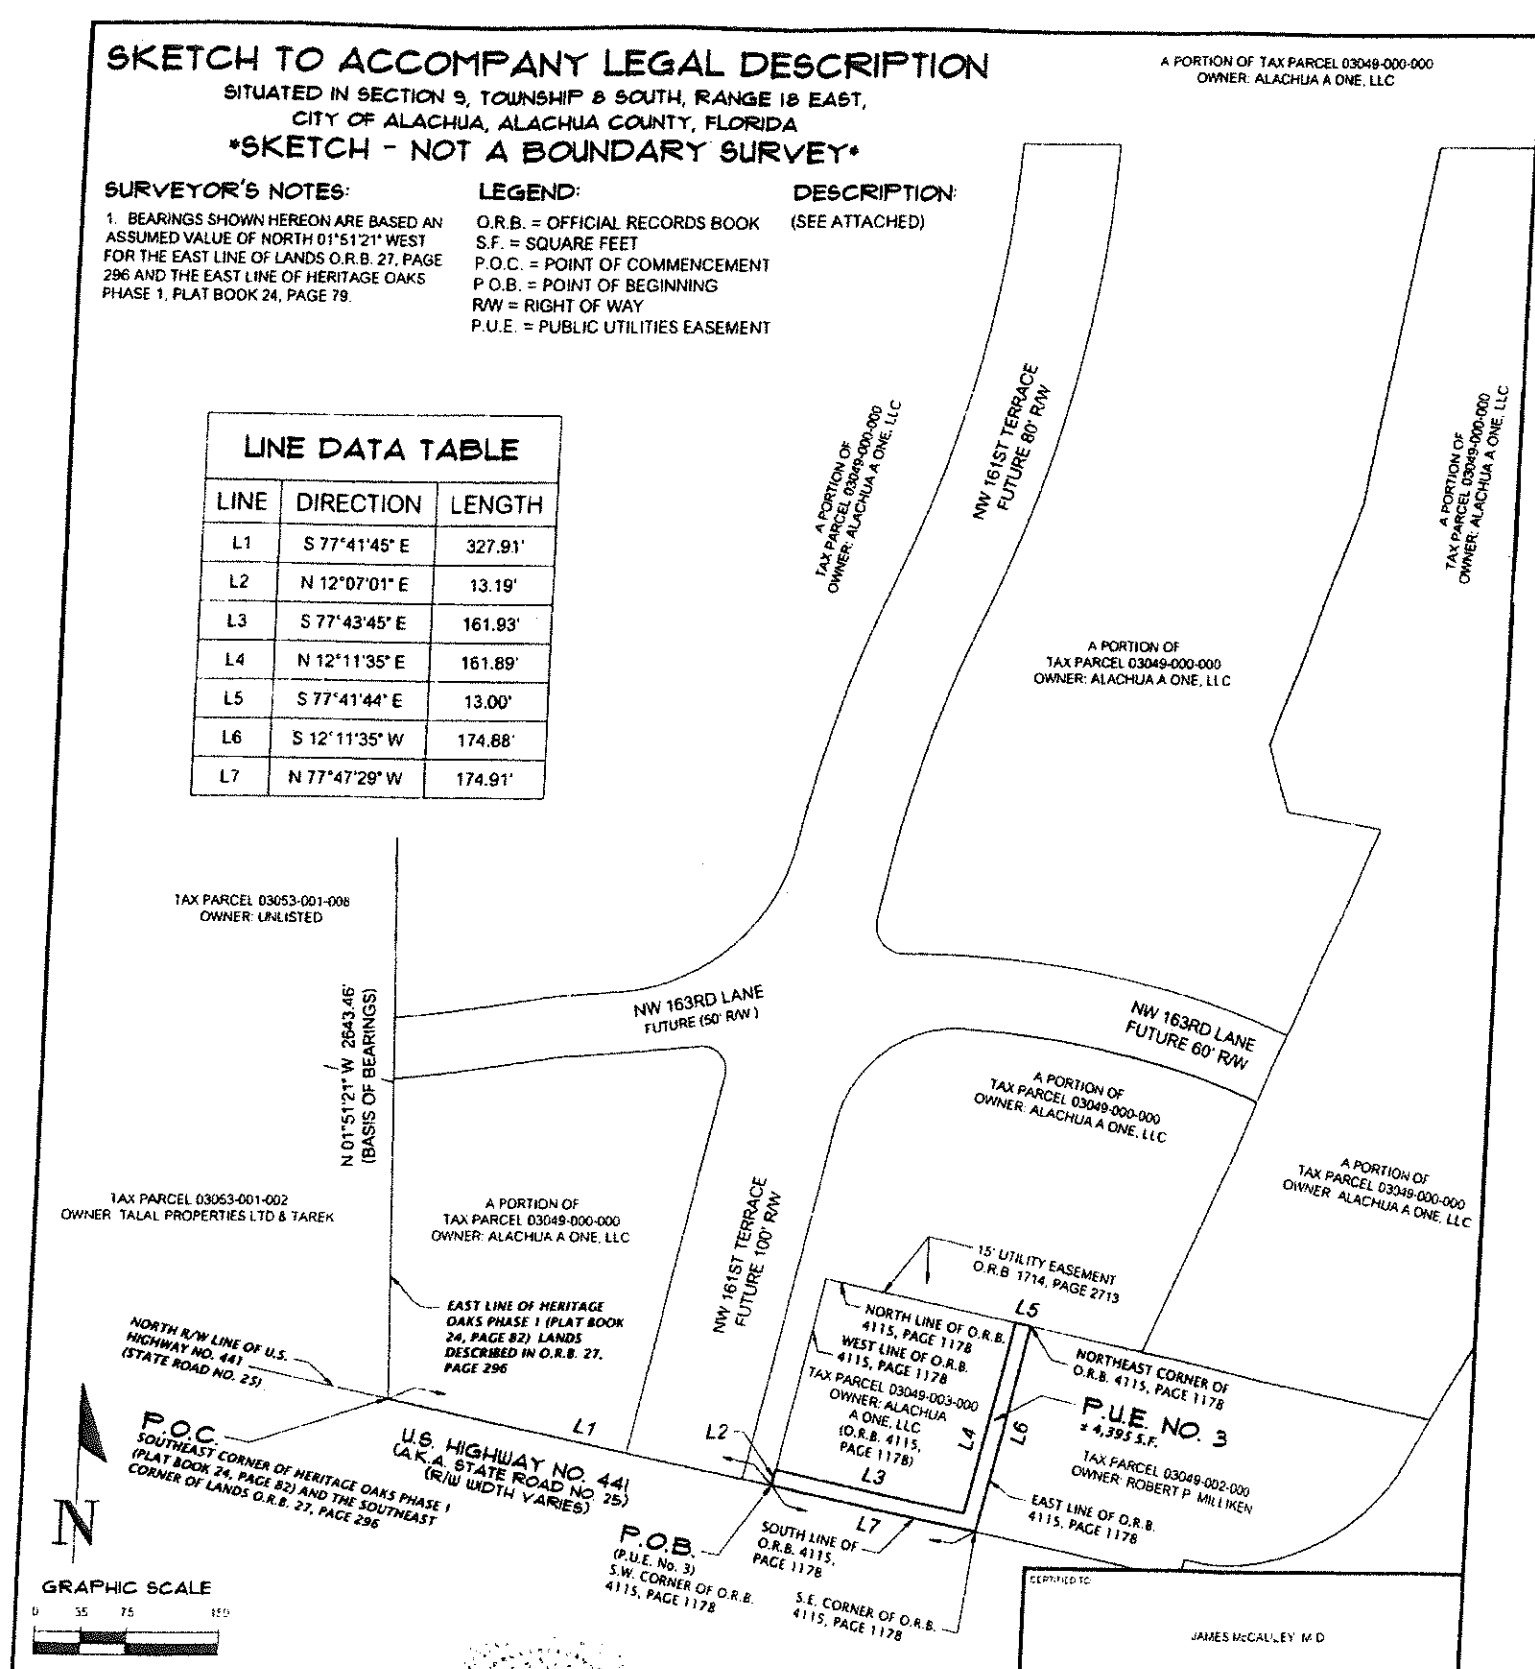 SKETCH TO ACCOMPANY LEGAL DESCRIPTION
SITUATED IN SECTION 9, TOWNSHIP 8 SOUTH, RANGE 18 EAST,
CITY OF ALACHUA, ALACHUA COUNTY, FLORIDA
*SKETCH - NOT A BOUNDARY SURVEY*
A PORTION OF TAX PARCEL 03049-000-000
OWNER: ALACHUA A ONE, LLC
SURVEYOR'S NOTES:
1. BEARINGS SHOWN HEREON ARE BASED AN
ASSUMED VALUE OF NORTH 01°51'21" WEST
FOR THE EAST LINE OF LANDS O.R.B. 27, PAGE
296 AND THE EAST LINE OF HERITAGE OAKS
PHASE 1, PLAT BOOK 24, PAGE 79.
LEGEND:
O.R.B. = OFFICIAL RECORDS BOOK
S.F. = SQUARE FEET
P.O.C. = POINT OF COMMENCEMENT
P.O.B. = POINT OF BEGINNING
R/W = RIGHT OF WAY
P.U.E. = PUBLIC UTILITIES EASEMENT
DESCRIPTION:
(SEE ATTACHED)
LINE DATA TABLE
LINE DIRECTION LENGTH
L1 S 77°41'45" E 327.91'
L2 N 12°07'01" E 13.19'
L3 S 77°43'45" E 161.93'
L4 N 12°11'35" E 161.89'
L5 S 77°41'44" E 13.00'
L6 S 12°11'35" W 174.88'
L7 N 77°47'29" W 174.91'
A PORTION OF
TAX PARCEL 03049-000-000
OWNER: ALACHUA A ONE, LLC
NW 161ST TERRACE
FUTURE 80' R/W
A PORTION OF
TAX PARCEL 03049-000-000
OWNER: ALACHUA A ONE, LLC
A PORTION OF
TAX PARCEL 03049-000-000
OWNER: ALACHUA A ONE, LLC
TAX PARCEL 03053-001-008
OWNER: UNLISTED
N 01°51'21" W 2643.46'
(BASIS OF BEARINGS)
NW 163RD LANE
FUTURE (50' R/W )
NW 163RD LANE
FUTURE 60' R/W
A PORTION OF
TAX PARCEL 03049-000-000
OWNER: ALACHUA A ONE, LLC
A PORTION OF
TAX PARCEL 03049-000-000
OWNER ALACHUA A ONE, LLC
TAX PARCEL 03053-001-002
OWNER TALAL PROPERTIES LTD & TAREK
A PORTION OF
TAX PARCEL 03049-000-000
OWNER: ALACHUA A ONE, LLC
NW 161ST TERRACE
FUTURE 100' R/W
15' UTILITY EASEMENT
O.R.B 1714, PAGE 2713
L5
NORTH LINE OF O.R.B.
4115, PAGE 1178
WEST LINE OF O.R.B.
4115, PAGE 1178
TAX PARCEL 03049-003-000
OWNER: ALACHUA
A ONE, LLC
(O.R.B. 4115,
PAGE 1178)
L3
L4
L6
NORTHEAST CORNER OF
O.R.B. 4115, PAGE 1178
P.U.E. NO. 3
± 4,395 S.F.
TAX PARCEL 03049-002-000
OWNER: ROBERT P. MILLIKEN
EAST LINE OF O.R.B.
4115, PAGE 1178
EAST LINE OF HERITAGE
OAKS PHASE 1 (PLAT BOOK
24, PAGE 82) LANDS
DESCRIBED IN O.R.B. 27,
PAGE 296
NORTH R/W LINE OF U.S.
HIGHWAY NO. 441
(STATE ROAD NO. 25)
P.O.C.
SOUTHEAST CORNER OF HERITAGE OAKS PHASE 1
(PLAT BOOK 24, PAGE 82) AND THE SOUTHEAST
CORNER OF LANDS O.R.B. 27, PAGE 296
L1
U.S. HIGHWAY NO. 441
(A.K.A. STATE ROAD NO. 25)
(R/W WIDTH VARIES)
L2
L7
P.O.B.
(P.U.E. No. 3)
S.W. CORNER OF O.R.B.
4115, PAGE 1178
SOUTH LINE OF
O.R.B. 4115,
PAGE 1178
S.E. CORNER OF O.R.B.
4115, PAGE 1178
N
GRAPHIC SCALE
0 35 75 150
CERTIFIED TO:
JAMES McCAULEY M D